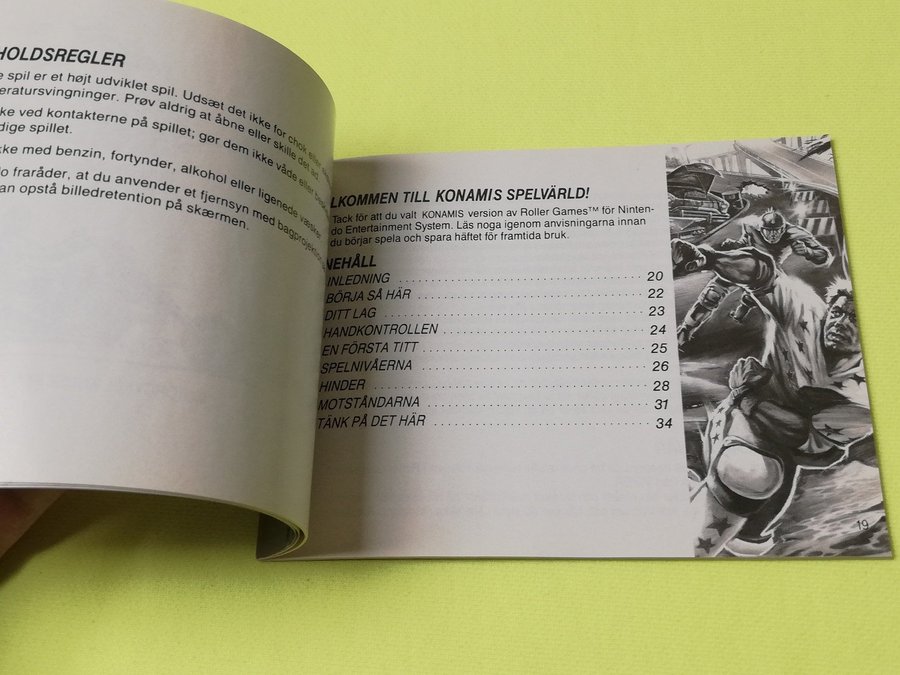 HOLDSREGLER
e spil er et højt udviklet spil. Udsæt det ikke for chok eller
eratursvingninger. Prøv aldrig at åbne eller skille det ad.
ke ved kontakterne på spillet; gør dem ikke våde eller
dige spillet.
kke med benzin, fortynder, alkohol eller ligenede væsker
o fraråder, at du anvender et fjernsyn med bagprojektion
an opstå billedretention på skærmen.
LKOMMEN TILL KONAMIS SPELVÄRLD!
Tack för att du valt KONAMIS version av Roller Games™ för Ninten-
do Entertainment System. Läs noga igenom anvisningarna innan
du börjar spela och spara häftet för framtida bruk.
NEHÅLL
INLEDNING 20
BÖRJA SÅ HÄR 22
DITT LAG 23
HANDKONTROLLEN 24
EN FÖRSTA TITT 25
SPELNIVÅERNA 26
HINDER 28
MOTSTÅNDARNA 31
TÄNK PÅ DET HÄR 34
19